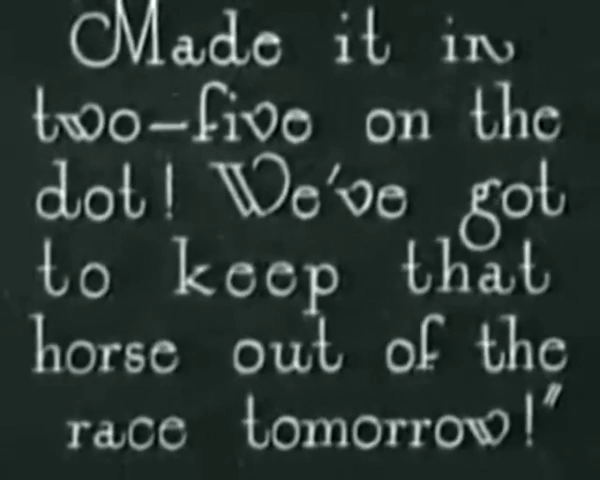 Made it in
two-five on the
dot! We've got
to keep that
horse out of the
race tomorrow!"